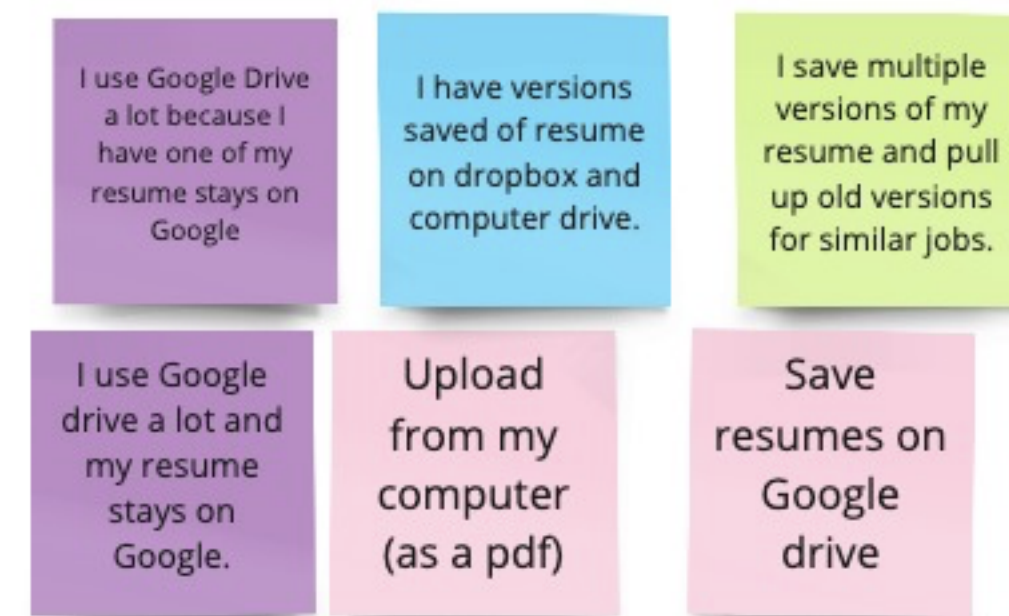 I use Google Drive
a lot because I
have one of my
resume stays on
Google
I have versions
saved of resume
on dropbox and
computer drive.
I save multiple
versions of my
resume and pull
up old versions
for similar jobs.
I use Google
drive a lot and
my resume
stays on
Google.
Upload
from my
computer
(as a pdf)
Save
resumes on
Google
drive